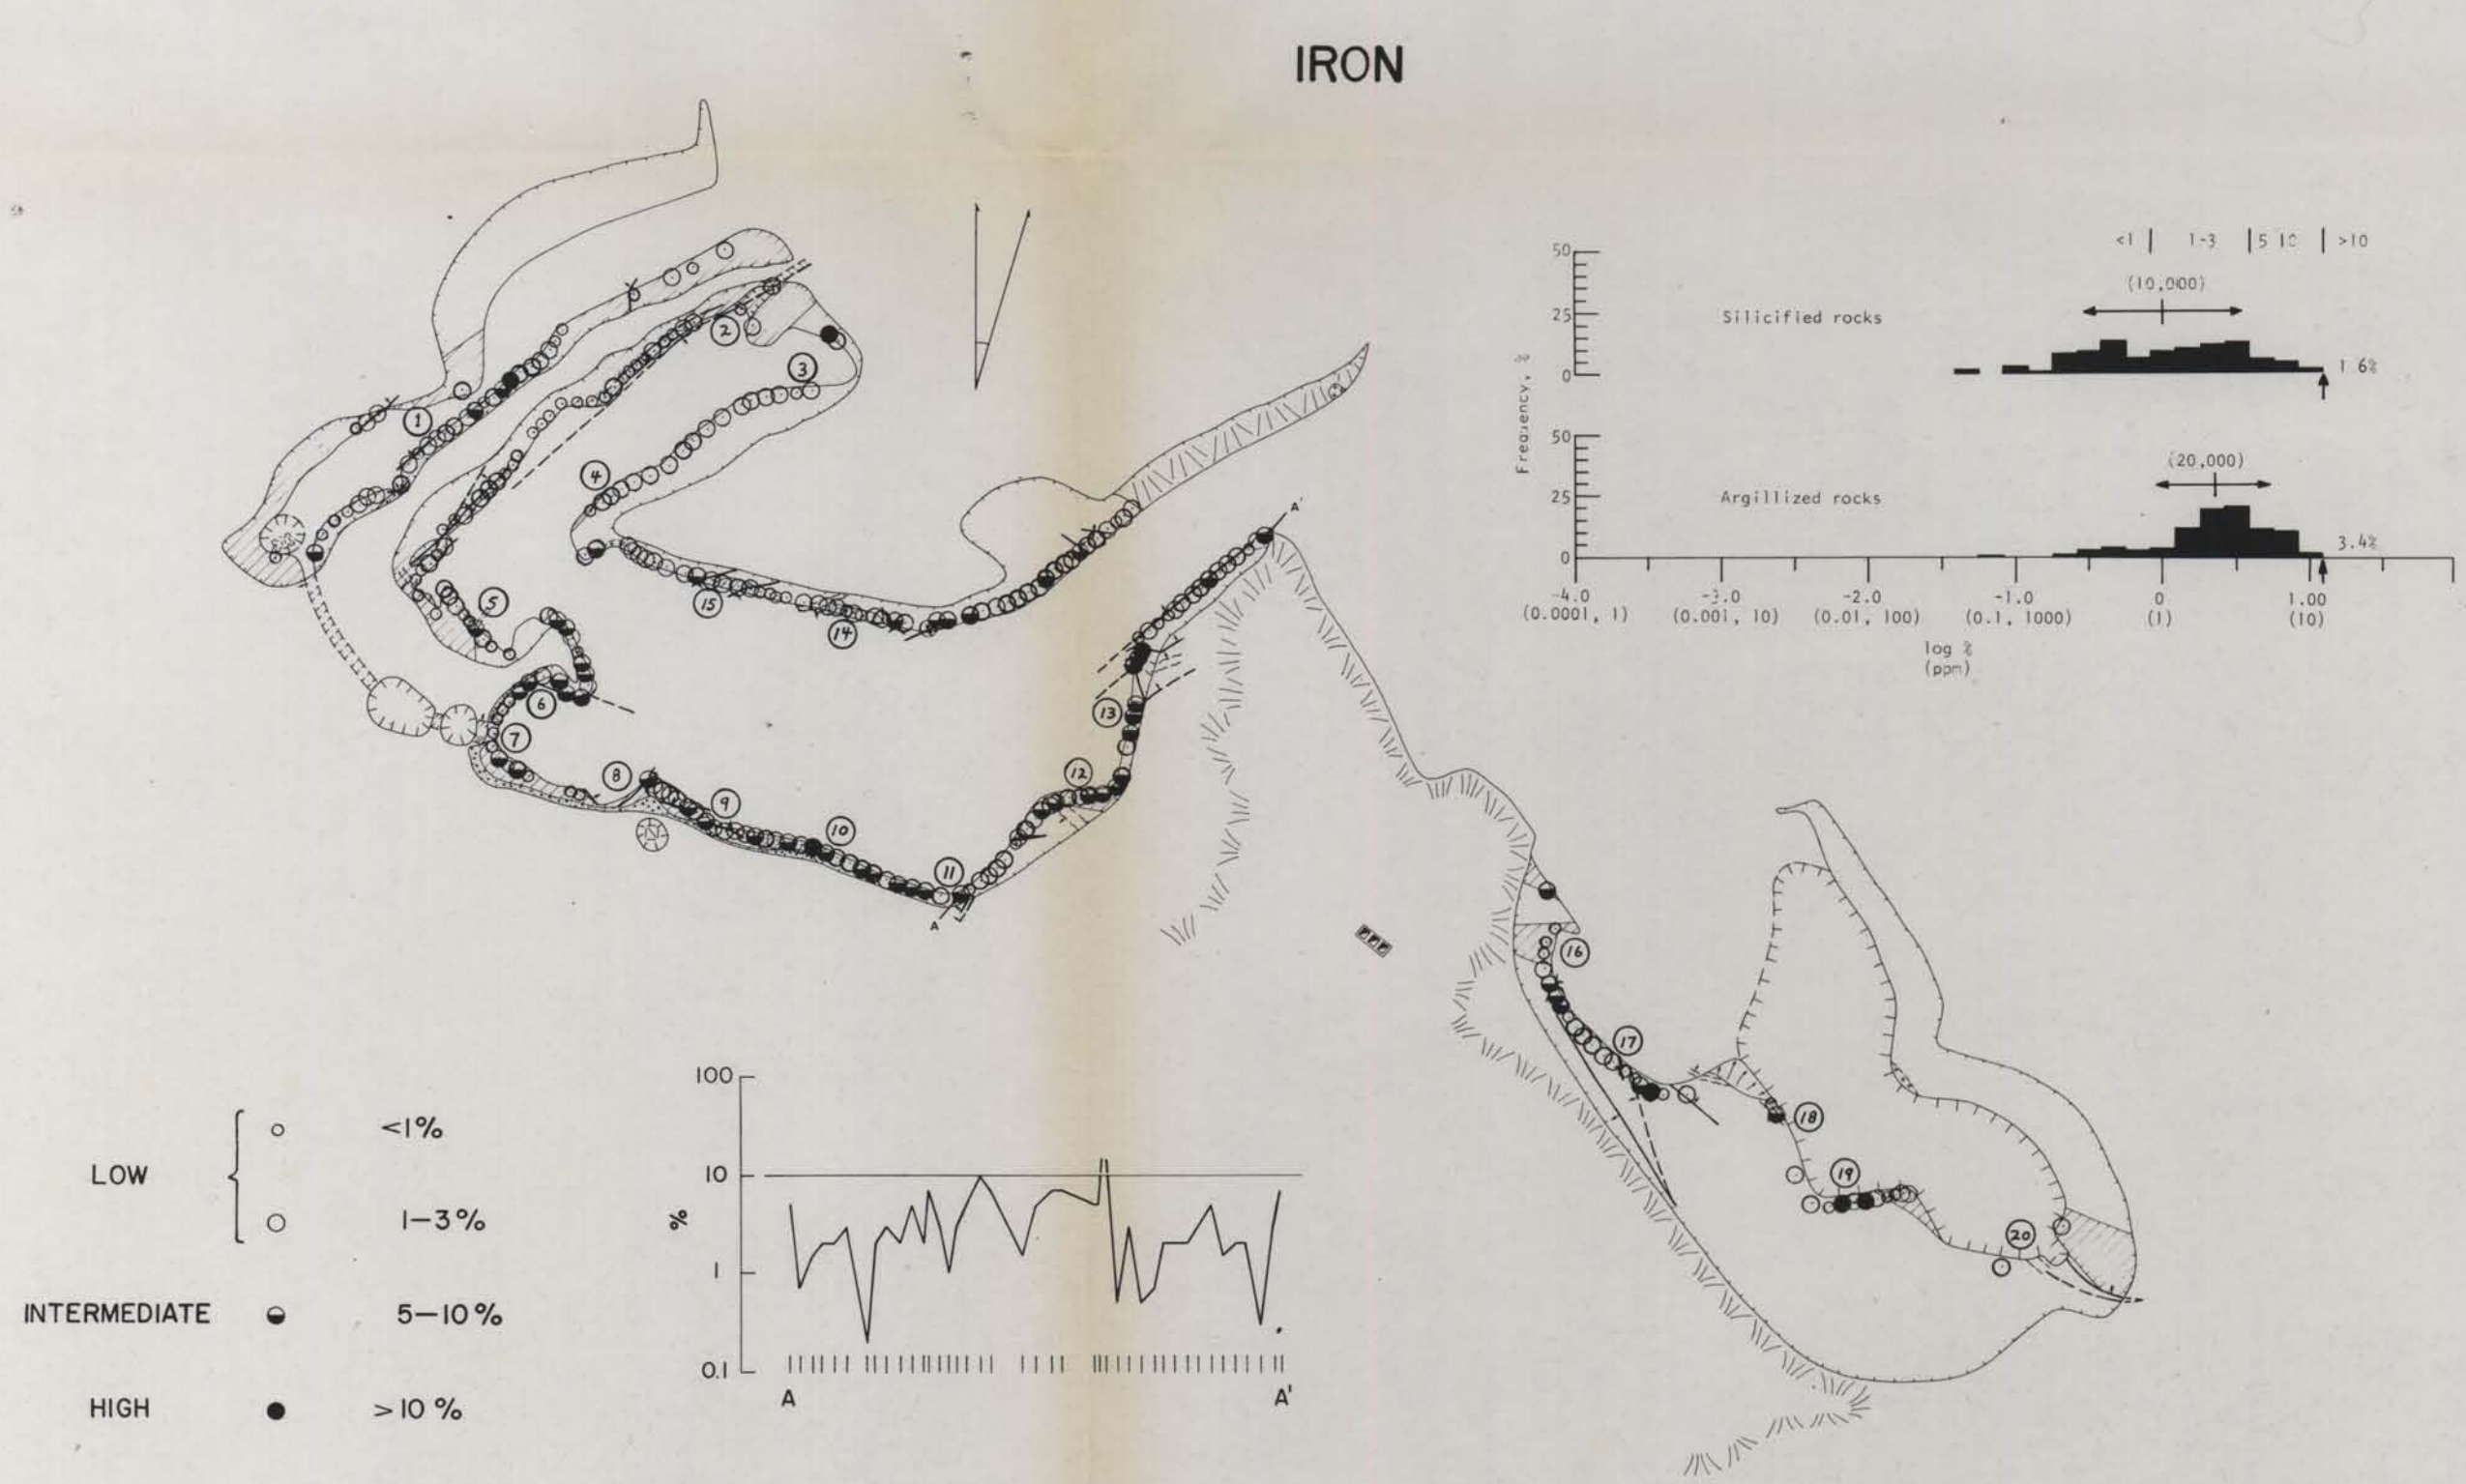 IRON
<1 | 1-3 | 5 10 | >10
50
(10,000)
25
Silicified rocks
1 6%
0
Frequency, %
50
(20,000)
25
Argillized rocks
3.4%
0
-4.0 -3.0 -2.0 -1.0 0 1.00
(0.0001, 1) (0.001, 10) (0.01, 100) (0.1, 1000) (1) (10)
log %
(ppm)
1
2
3
4
5
6
7
8
9
10
11
12
13
14
15
16
17
18
19
20
A
A'
LOW
<1%
1-3%
INTERMEDIATE 5-10%
HIGH >10%
100
10
%
1
0.1
A A'